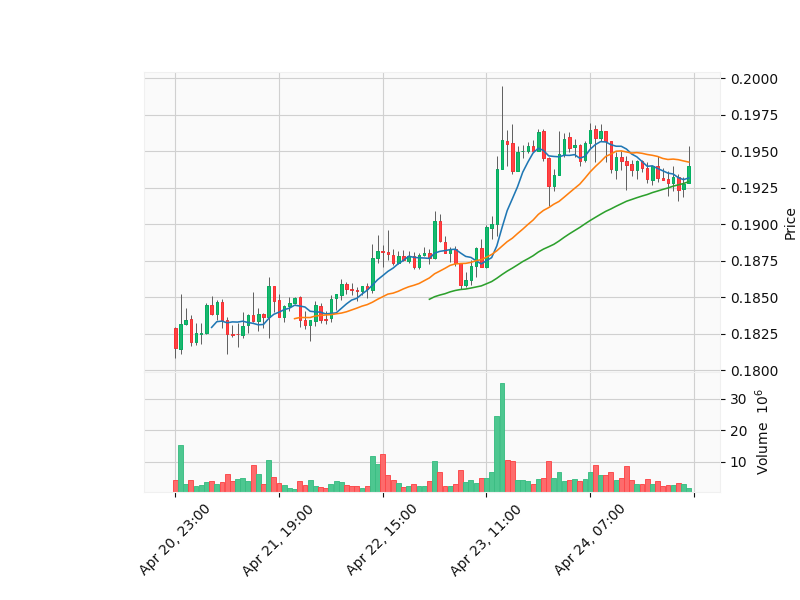 0.2000
0.1975
0.1950
0.1925
0.1900
0.1875
0.1850
0.1825
0.1800
Price
30
20
10
Volume 10^6
Apr 20, 23:00
Apr 21, 19:00
Apr 22, 15:00
Apr 23, 11:00
Apr 24, 07:00